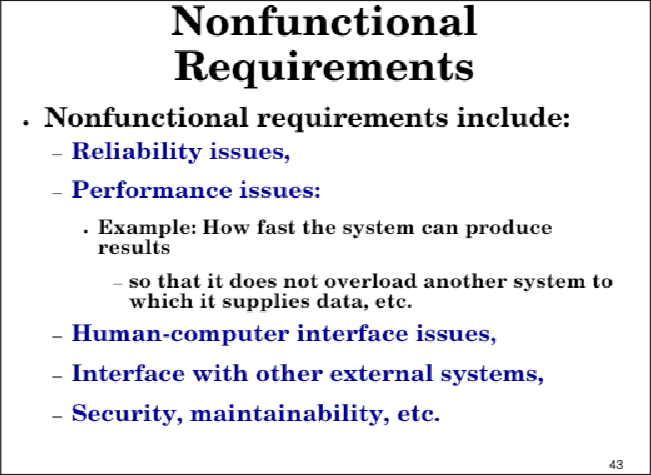 Nonfunctional
Requirements
• Nonfunctional requirements include:
– Reliability issues,
– Performance issues:
• Example: How fast the system can produce
results
– so that it does not overload another system to
which it supplies data, etc.
– Human-computer interface issues,
– Interface with other external systems,
– Security, maintainability, etc.
43